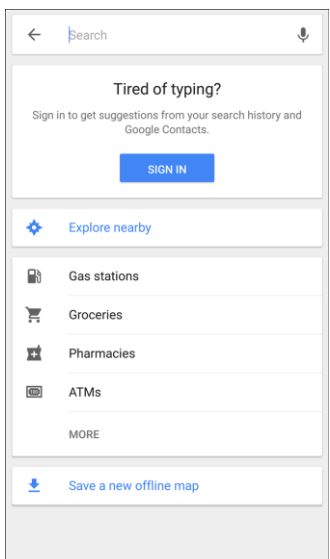 Search
Tired of typing?
Sign in to get suggestions from your search history and
Google Contacts.
SIGN IN
Explore nearby
Gas stations
Groceries
Pharmacies
ATMs
MORE
Save a new offline map